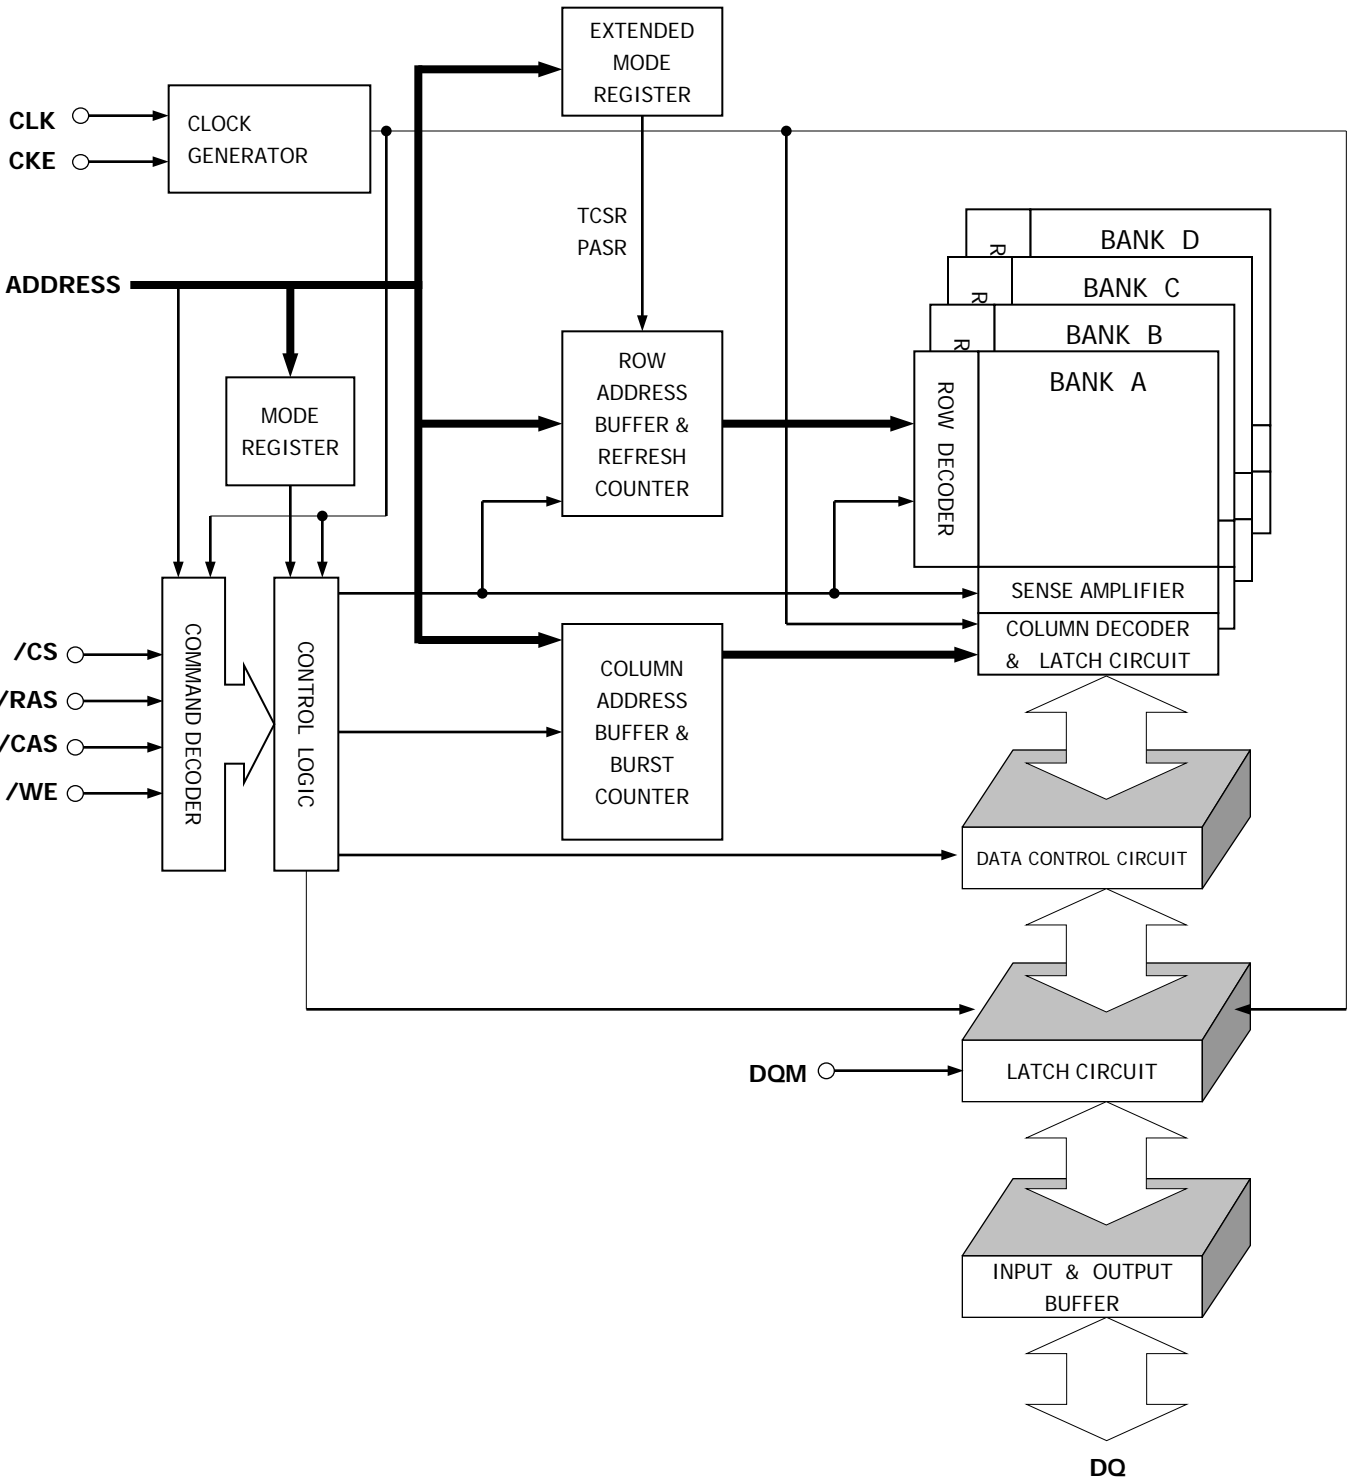 EXTENDED
MODE
REGISTER
CLK
CKE
CLOCK
GENERATOR
TCSR
PASR
ADDRESS
BANK D
R
BANK C
R
BANK B
R
BANK A
ROW DECODER
ROW
ADDRESS
BUFFER &
REFRESH
COUNTER
MODE
REGISTER
SENSE AMPLIFIER
COLUMN DECODER
& LATCH CIRCUIT
/CS
/RAS
/CAS
/WE
COMMAND DECODER
CONTROL LOGIC
COLUMN
ADDRESS
BUFFER &
BURST
COUNTER
DATA CONTROL CIRCUIT
DQM
LATCH CIRCUIT
INPUT & OUTPUT
BUFFER
DQ